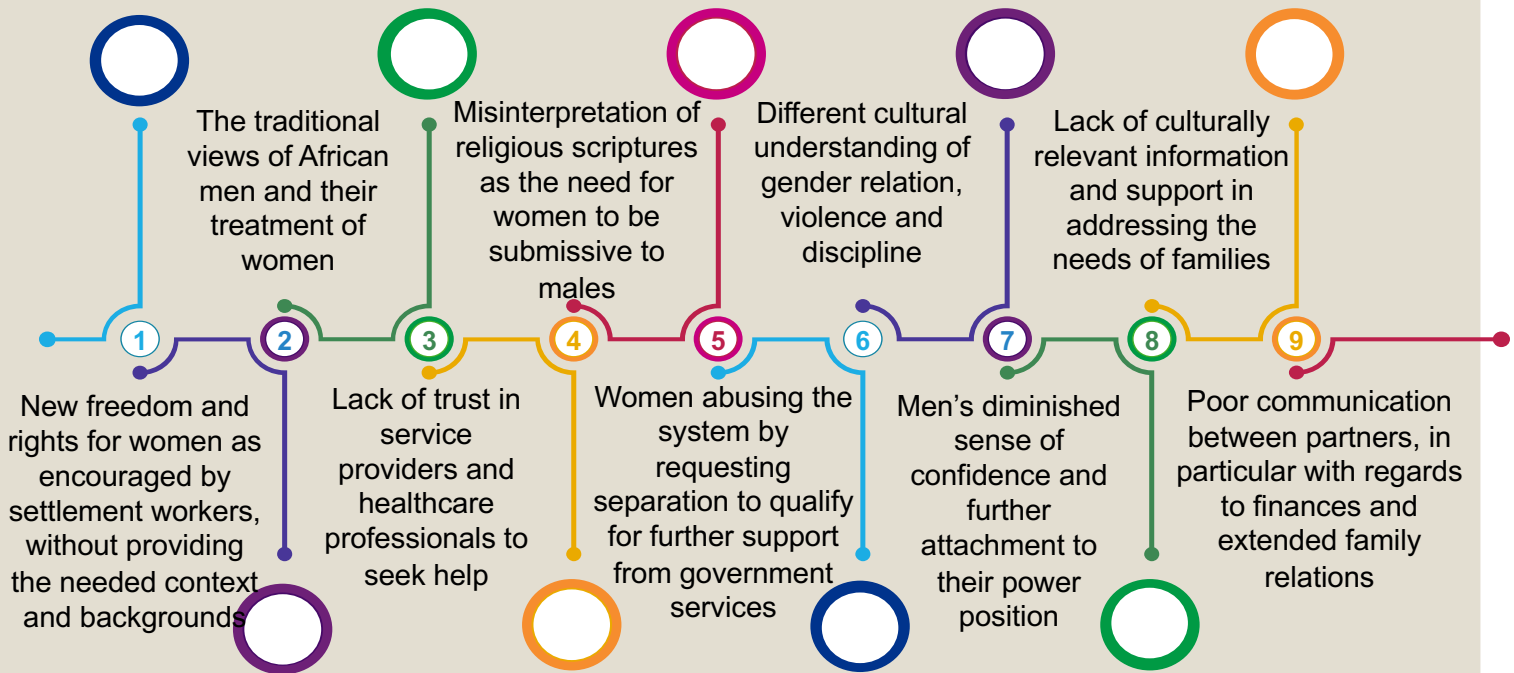 1
New freedom and
rights for women as
encouraged by
settlement workers,
without providing
the needed context
and backgrounds
2
The traditional
views of African
men and their
treatment of
women
3
Lack of trust in
service
providers and
healthcare
professionals to
seek help
4
Misinterpretation of
religious scriptures
as the need for
women to be
submissive to
males
5
Women abusing the
system by
requesting
separation to qualify
for further support
from government
services
6
Different cultural
understanding of
gender relation,
violence and
discipline
7
Men’s diminished
sense of
confidence and
further
attachment to
their power
position
8
Lack of culturally
relevant information
and support in
addressing the
needs of families
9
Poor communication
between partners, in
particular with regards
to finances and
extended family
relations